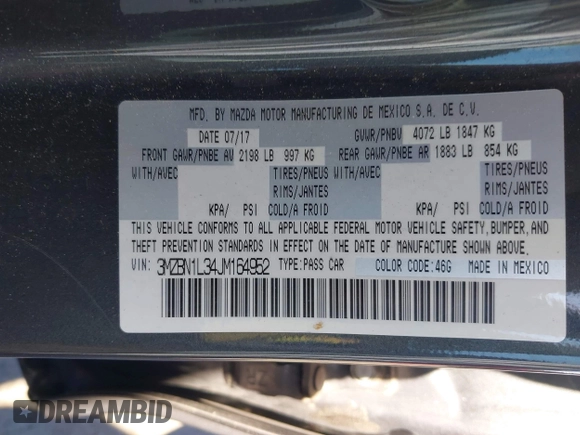 MFD. BY MAZDA MOTOR MANUFACTURING DE MEXICO S.A. DE C.V.
DATE 07/17 GVWR/PNBV 4072 LB 1847 KG
FRONT GAWR/PNBE AV 2198 LB 997 KG REAR GAWR/PNBE AR 1883 LB 854 KG
WITH/AVEC TIRES/PNEUS WITH/AVEC TIRES/PNEUS
RIMS/JANTES RIMS/JANTES
KPA/ PSI COLD/A FROID KPA/ PSI COLD/A FROID
THIS VEHICLE CONFORMS TO ALL APPLICABLE FEDERAL MOTOR VEHICLE SAFETY, BUMPER, AND
THEFT PREVENTION STANDARDS IN EFFECT ON THE DATE OF MANUFACTURE SHOWN ABOVE.
VIN: 3MZBN1L34JM164952 TYPE:PASS CAR COLOR CODE:46G MADE IN MEXICO
DREAMBID